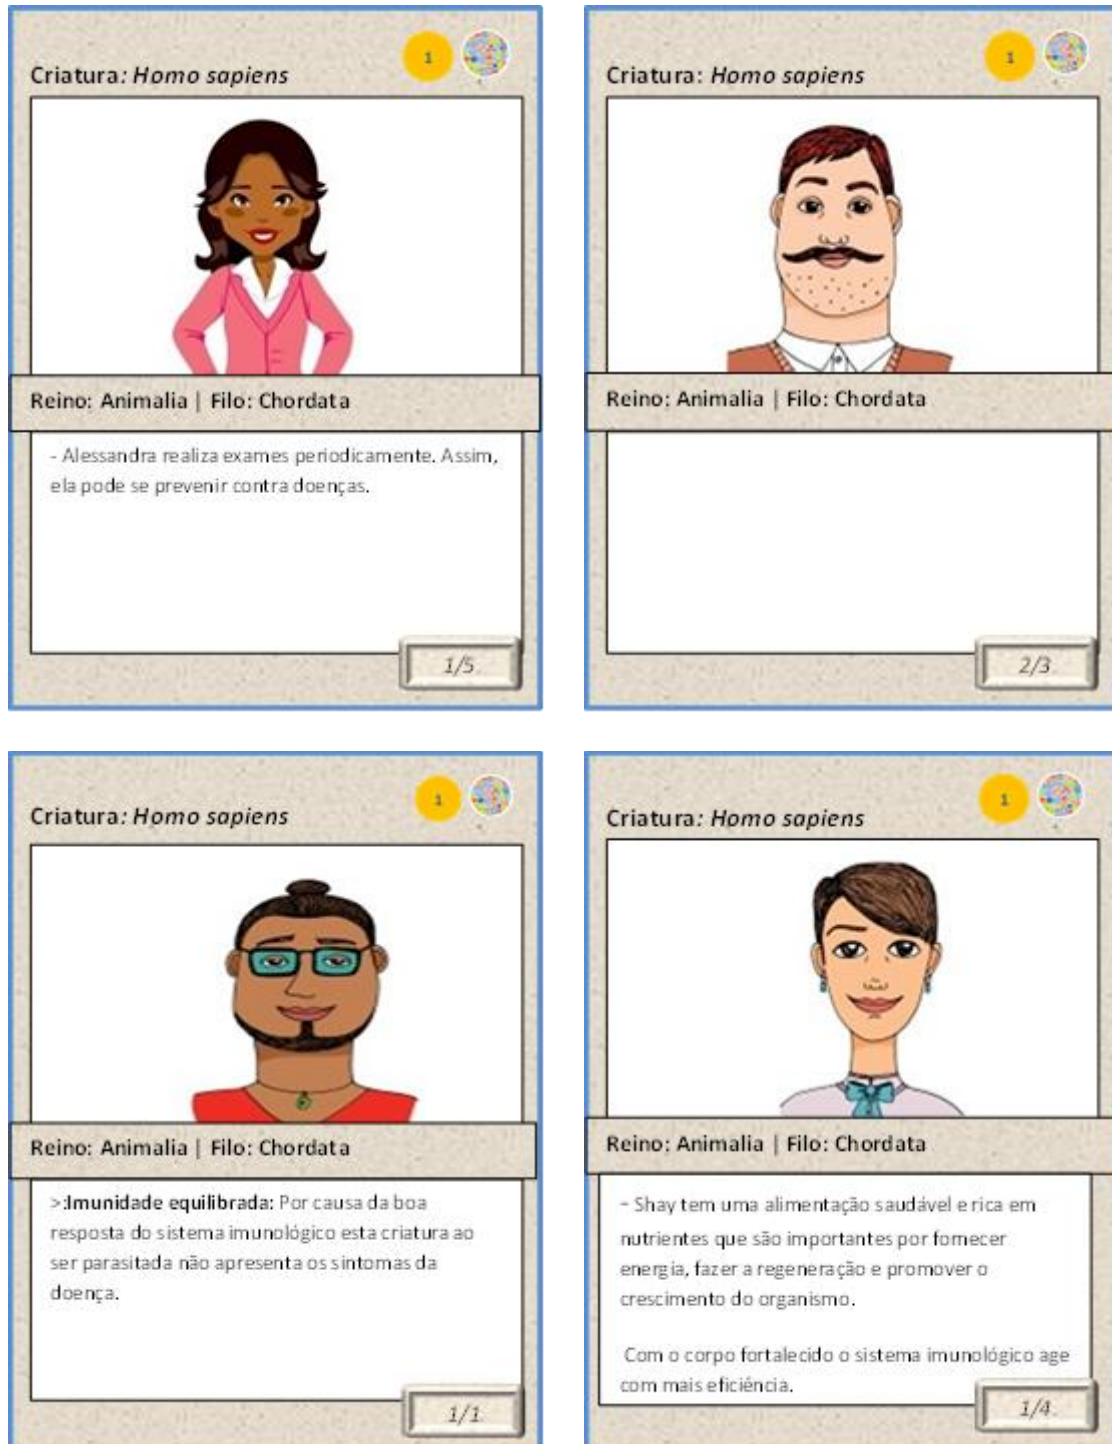 1
Criatura: Homo sapiens
Reino: Animalia | Filo: Chordata
- Alessandra realiza exames periodicamente. Assim,
ela pode se prevenir contra doenças.
1/5
1
Criatura: Homo sapiens
Reino: Animalia | Filo: Chordata
2/3
1
Criatura: Homo sapiens
Reino: Animalia | Filo: Chordata
>:Imunidade equilibrada: Por causa da boa
resposta do sistema imunológico esta criatura ao
ser parasitada não apresenta os sintomas da
doença.
1/1
1
Criatura: Homo sapiens
Reino: Animalia | Filo: Chordata
- Shay tem uma alimentação saudável e rica em
nutrientes que são importantes por fornecer
energia, fazer a regeneração e promover o
crescimento do organismo.
Com o corpo fortalecido o sistema imunológico age
com mais eficiência.
1/4